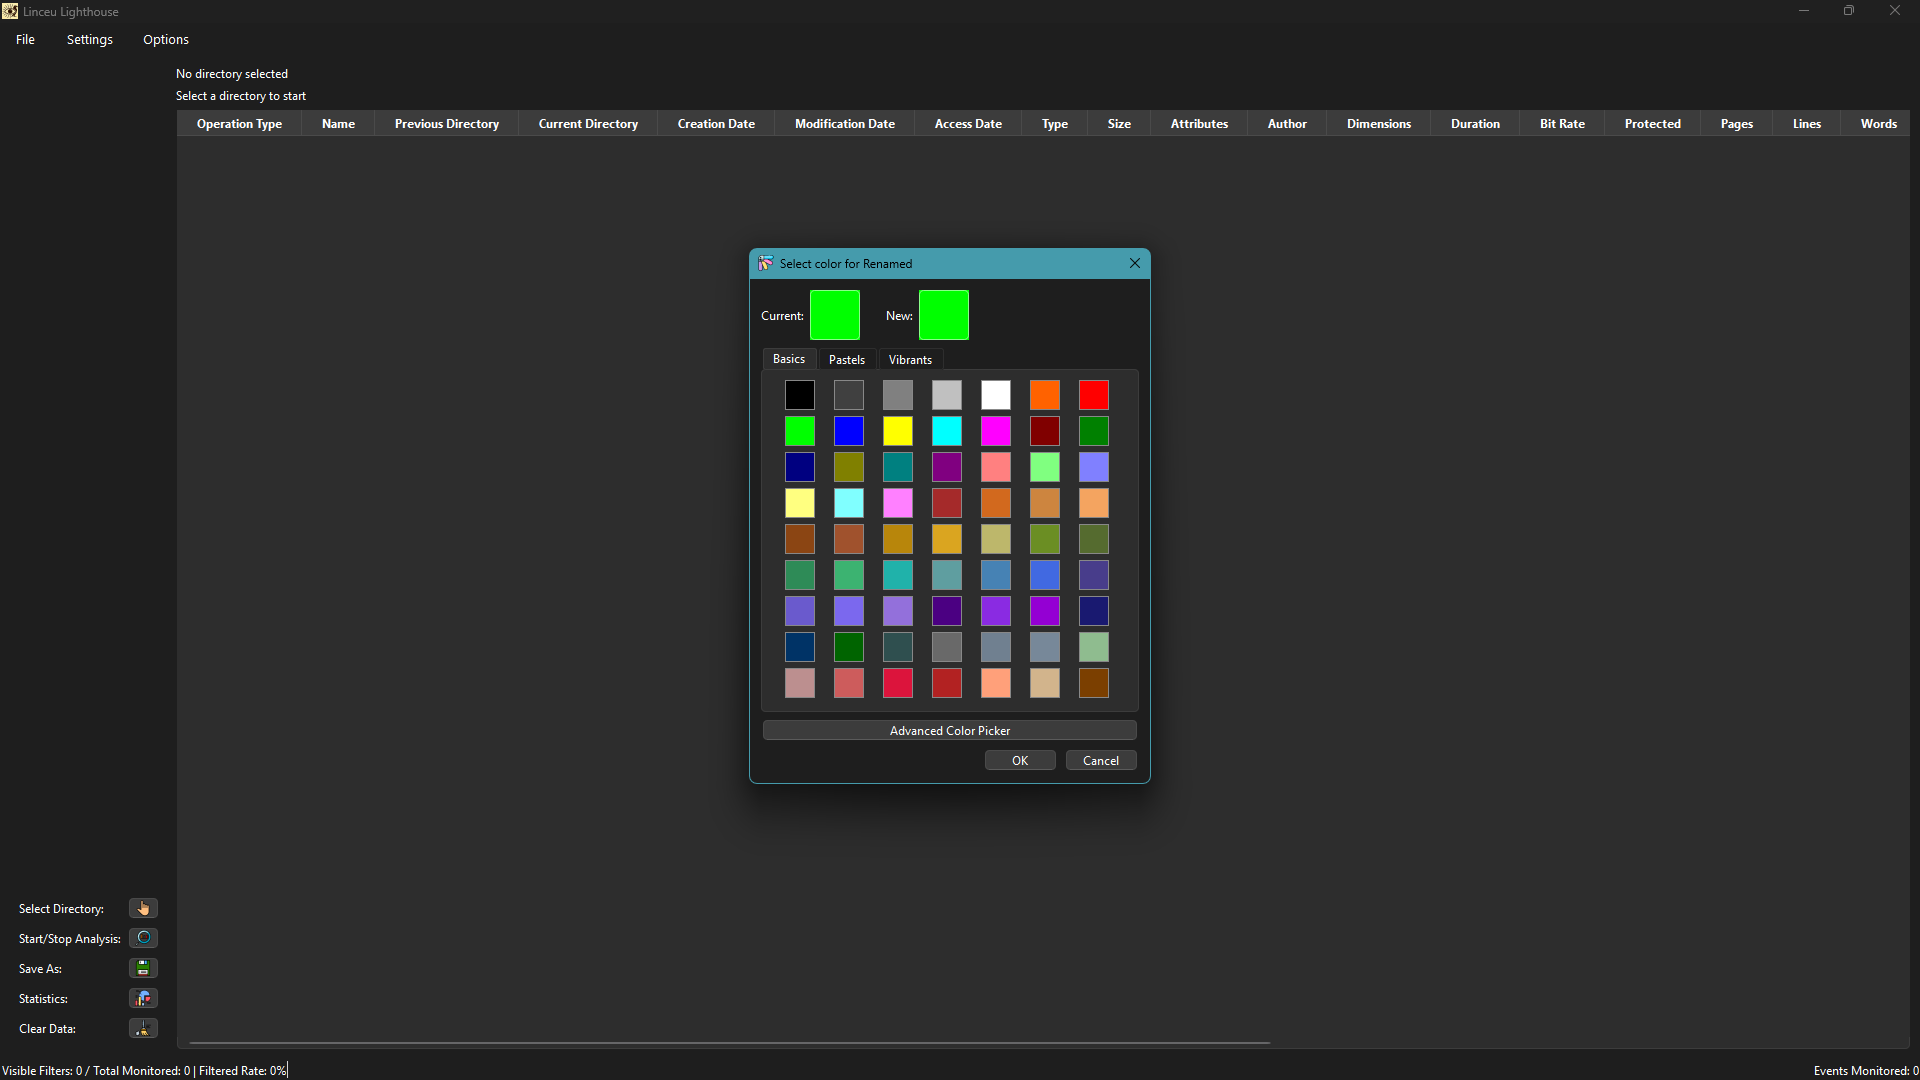 Linceu Lighthouse
File Settings Options
No directory selected
Select a directory to start
Operation Type Name Previous Directory Current Directory Creation Date Modification Date Access Date Type Size Attributes Author Dimensions Duration Bit Rate Protected Pages Lines Words
Select color for Renamed
Current: New:
Basics Pastels Vibrants
Advanced Color Picker
OK Cancel
Select Directory:
Start/Stop Analysis:
Save As:
Statistics:
Clear Data:
Visible Filters: 0 / Total Monitored: 0 | Filtered Rate: 0% Events Monitored: 0